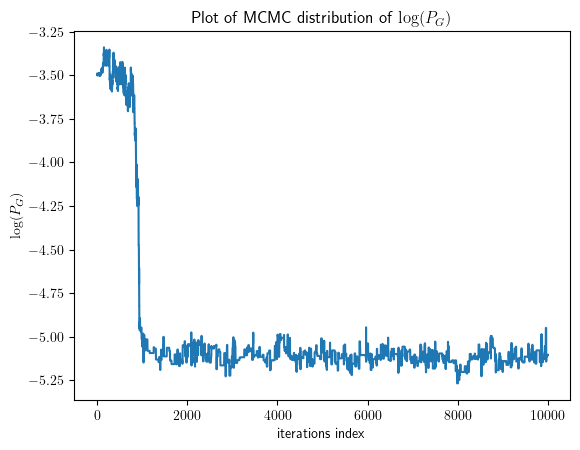 Plot of MCMC distribution of log(P_G)
−3.25
−3.50
−3.75
−4.00
−4.25
−4.50
−4.75
−5.00
−5.25
log(P_G)
0 2000 4000 6000 8000 10000
iterations index